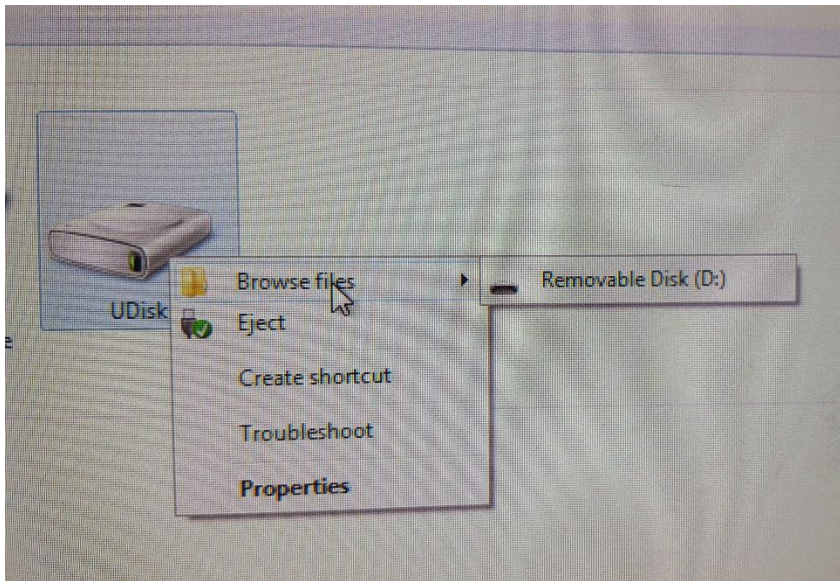 UDisk
Browse files
Removable Disk (D:)
Eject
Create shortcut
Troubleshoot
Properties